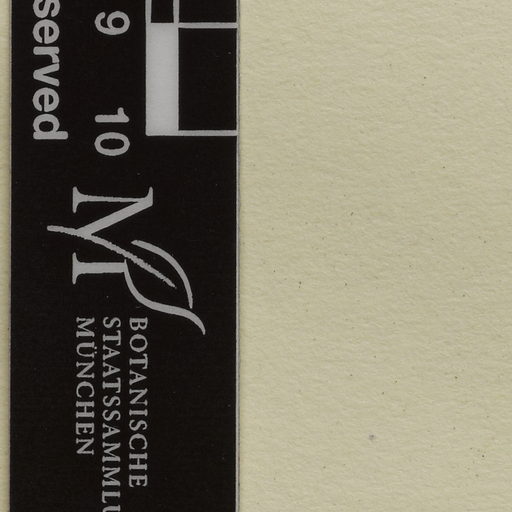 served
9 10
M
BOTANISCHE
STAATSSAMMLU
MÜNCHEN